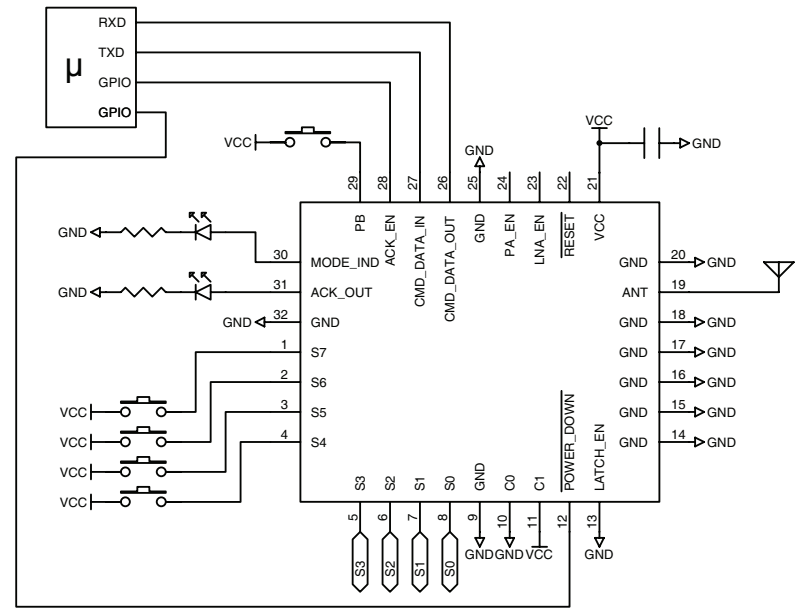 RXD
TXD
µ
GPIO
GPIO
VCC
VCC
GND
GND
29
28
27
26
25
24
23
22
21
PB
ACK_EN
CMD_DATA_IN
CMD_DATA_OUT
GND
PA_EN
LNA_EN
RESET
VCC
GND
30
MODE_IND
GND
20
GND
GND
31
ACK_OUT
ANT
19
GND
32
GND
GND
18
GND
1
S7
GND
17
GND
2
S6
GND
16
GND
VCC
3
S5
GND
15
GND
VCC
4
S4
GND
14
GND
VCC
VCC
S3
S2
S1
S0
GND
C0
C1
POWER_DOWN
LATCH_EN
5
6
7
8
9
10
11
12
13
GND
GND
VCC
GND
S3
S2
S1
S0